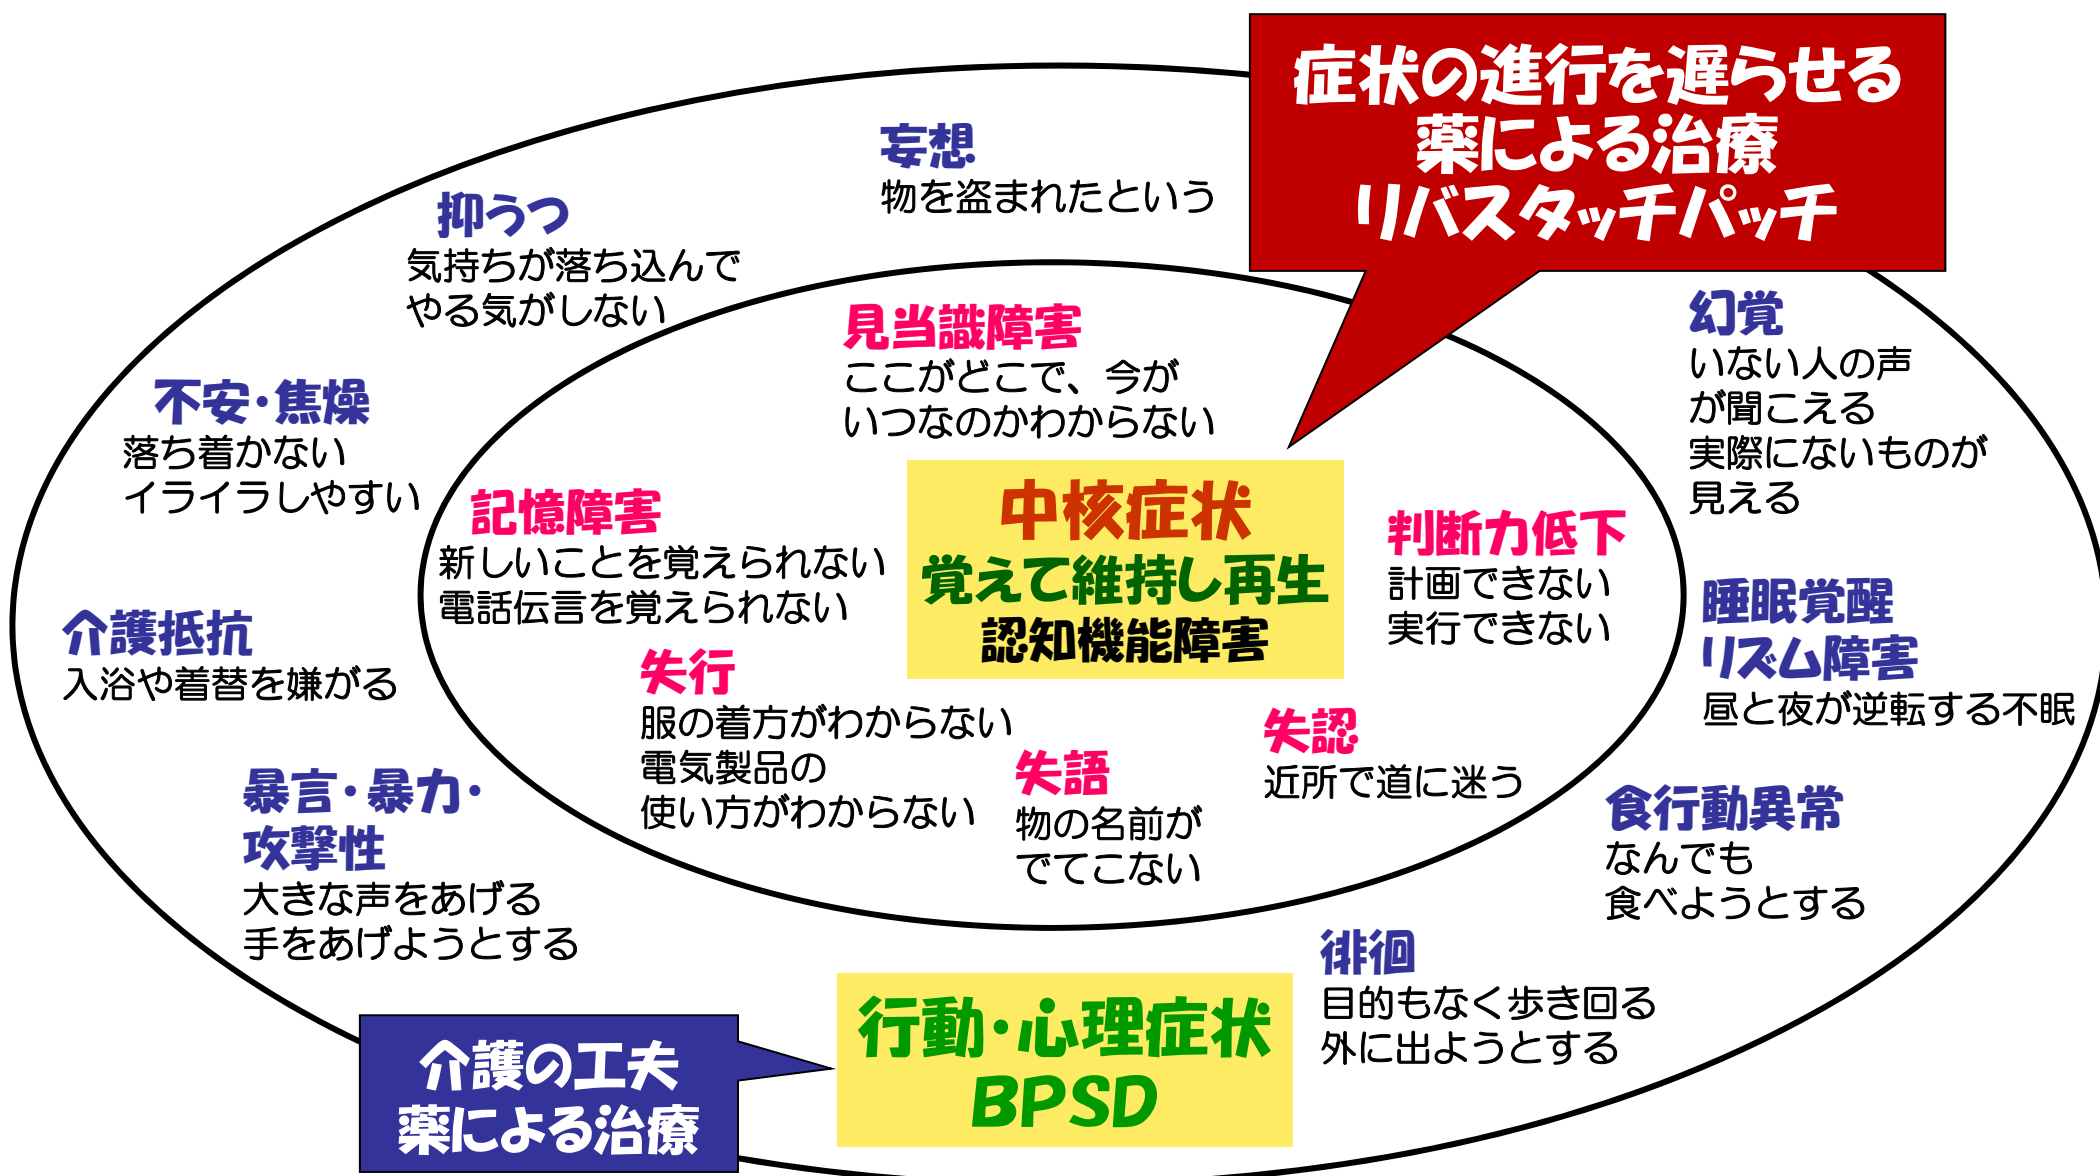 症状の進行を遅らせる
薬による治療
リバスタッチパッチ
妄想
物を盗まれたという
抑うつ
気持ちが落ち込んで
やる気がしない
幻覚
いない人の声
が聞こえる
実際にないものが
見える
見当識障害
ここがどこで、今が
いつなのかわからない
不安・焦燥
落ち着かない
イライラしやすい
記憶障害
新しいことを覚えられない
電話伝言を覚えられない
中核症状
覚えて維持し再生
認知機能障害
判断力低下
計画できない
実行できない
睡眠覚醒
リズム障害
昼と夜が逆転する不眠
介護抵抗
入浴や着替を嫌がる
失行
服の着方がわからない
電気製品の
使い方がわからない
失語
物の名前が
でてこない
失認
近所で道に迷う
暴言・暴力・
攻撃性
大きな声をあげる
手をあげようとする
食行動異常
なんでも
食べようとする
徘徊
目的もなく歩き回る
外に出ようとする
行動・心理症状
BPSD
介護の工夫
薬による治療